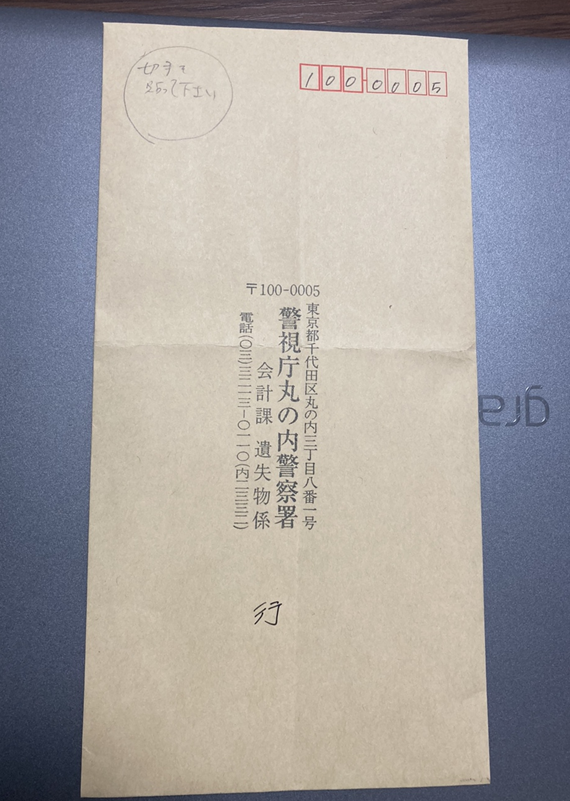 切手を
貼って下さい
100-0005
〒100-0005
東京都千代田区丸の内三丁目八番一号
警視庁丸の内警察署
会計課 遺失物係
電話(〇三)三二一三-〇一一〇(内二二三二)
行
gra